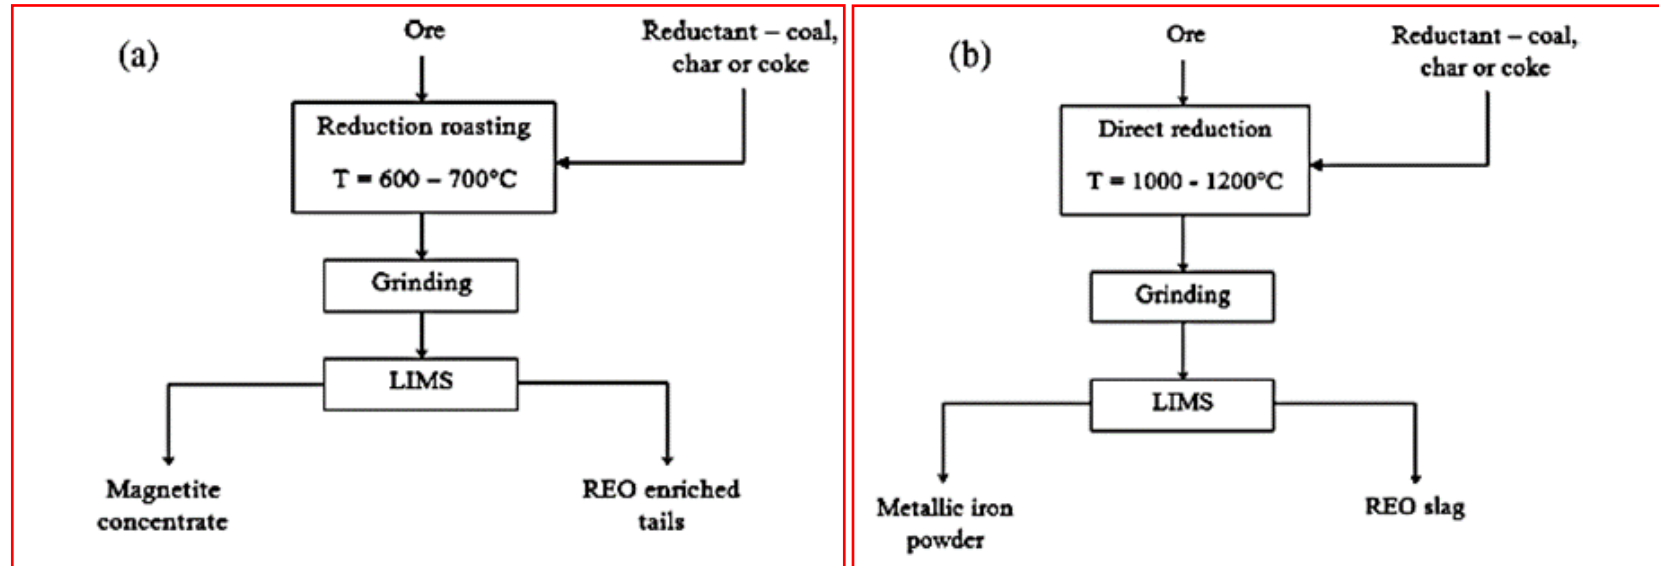 (a)
Ore
Reductant – coal,
char or coke
Reduction roasting
T = 600 – 700°C
Grinding
LIMS
Magnetite
concentrate
REO enriched
tails
(b)
Ore
Reductant – coal,
char or coke
Direct reduction
T = 1000 - 1200°C
Grinding
LIMS
Metallic iron
powder
REO slag